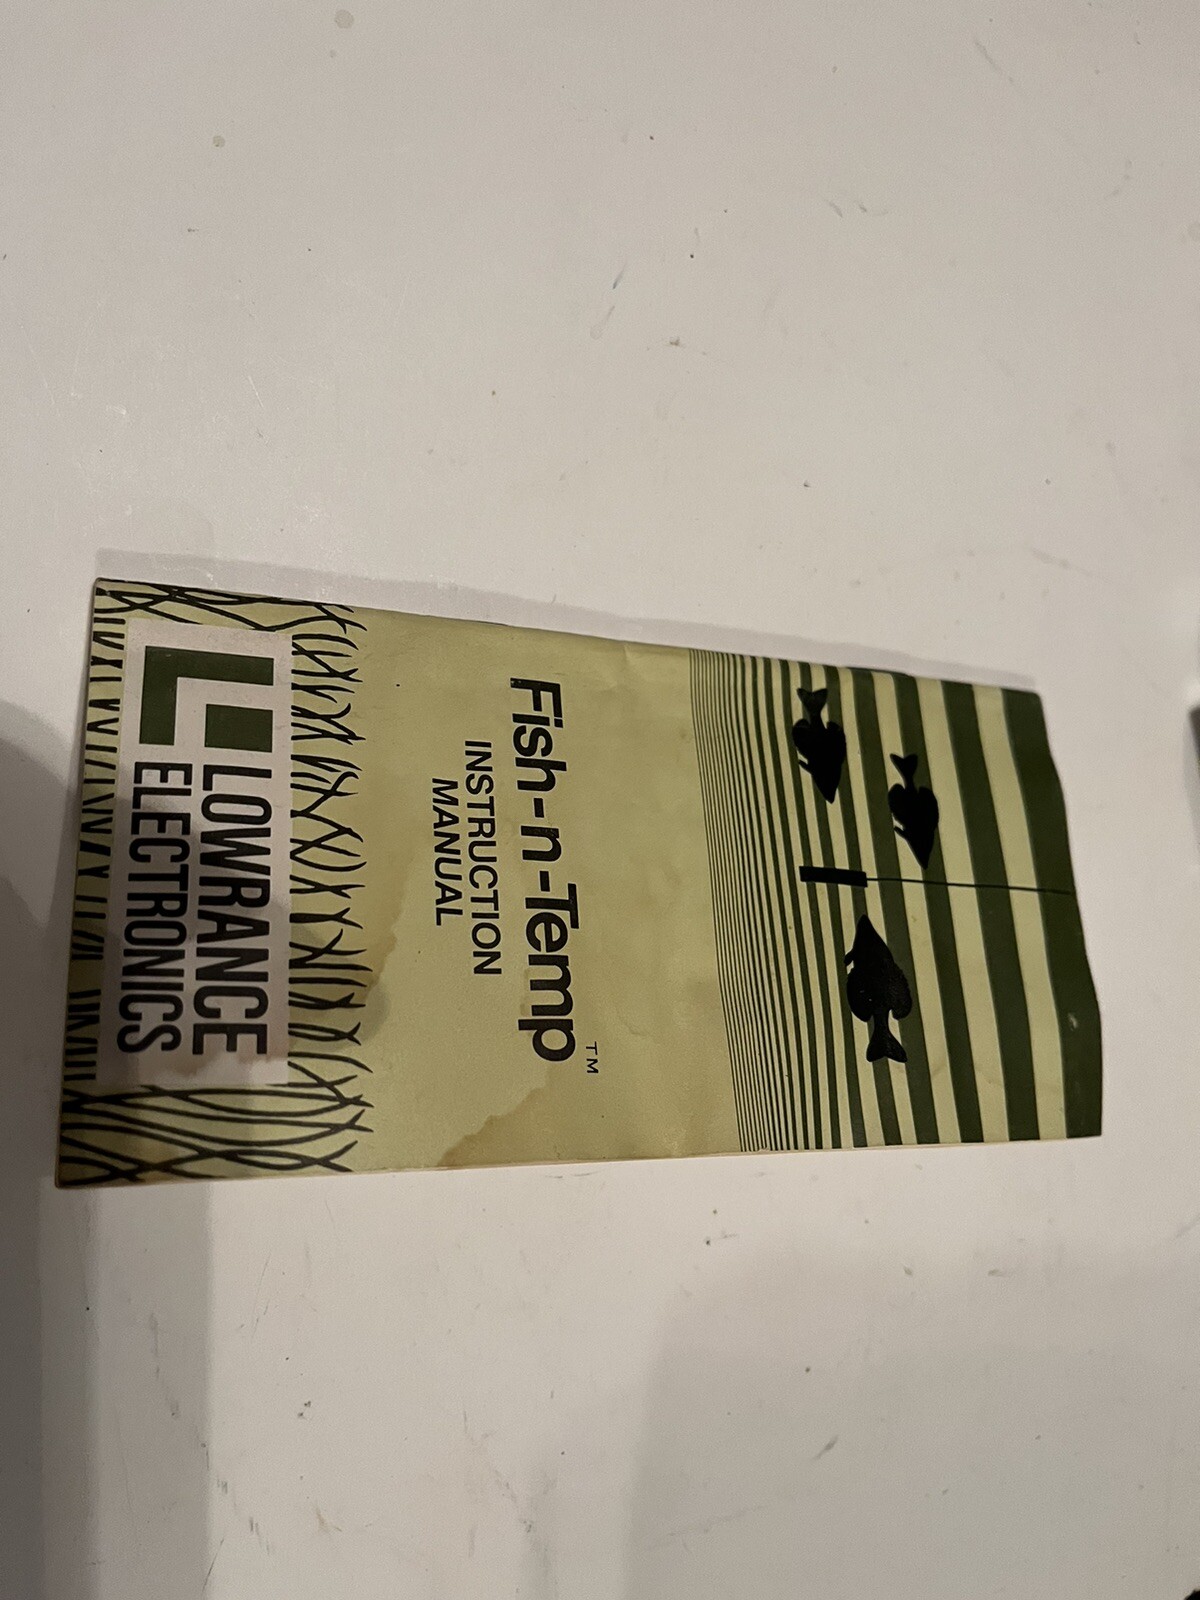 Fish-n-Temp™
INSTRUCTION
MANUAL
LOWRANCE
ELECTRONICS